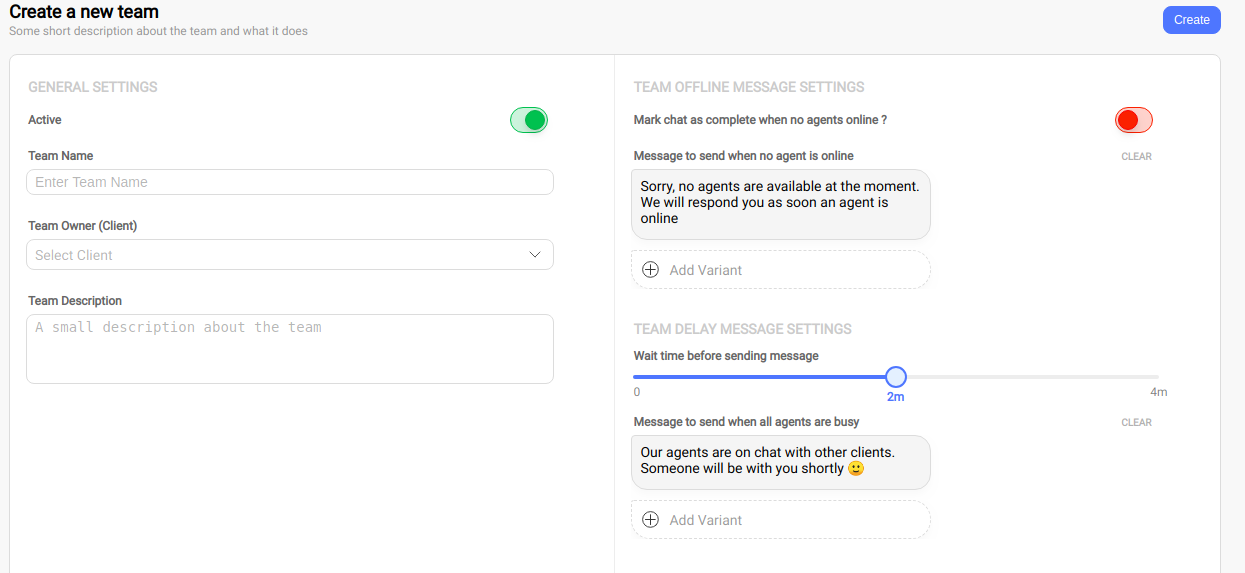 Create a new team
Some short description about the team and what it does
Create
GENERAL SETTINGS
Active
Team Name
Enter Team Name
Team Owner (Client)
Select Client
Team Description
A small description about the team
TEAM OFFLINE MESSAGE SETTINGS
Mark chat as complete when no agents online ?
Message to send when no agent is online
CLEAR
Sorry, no agents are available at the moment.
We will respond you as soon an agent is
online
Add Variant
TEAM DELAY MESSAGE SETTINGS
Wait time before sending message
0
2m
4m
Message to send when all agents are busy
CLEAR
Our agents are on chat with other clients.
Someone will be with you shortly 🙂
Add Variant